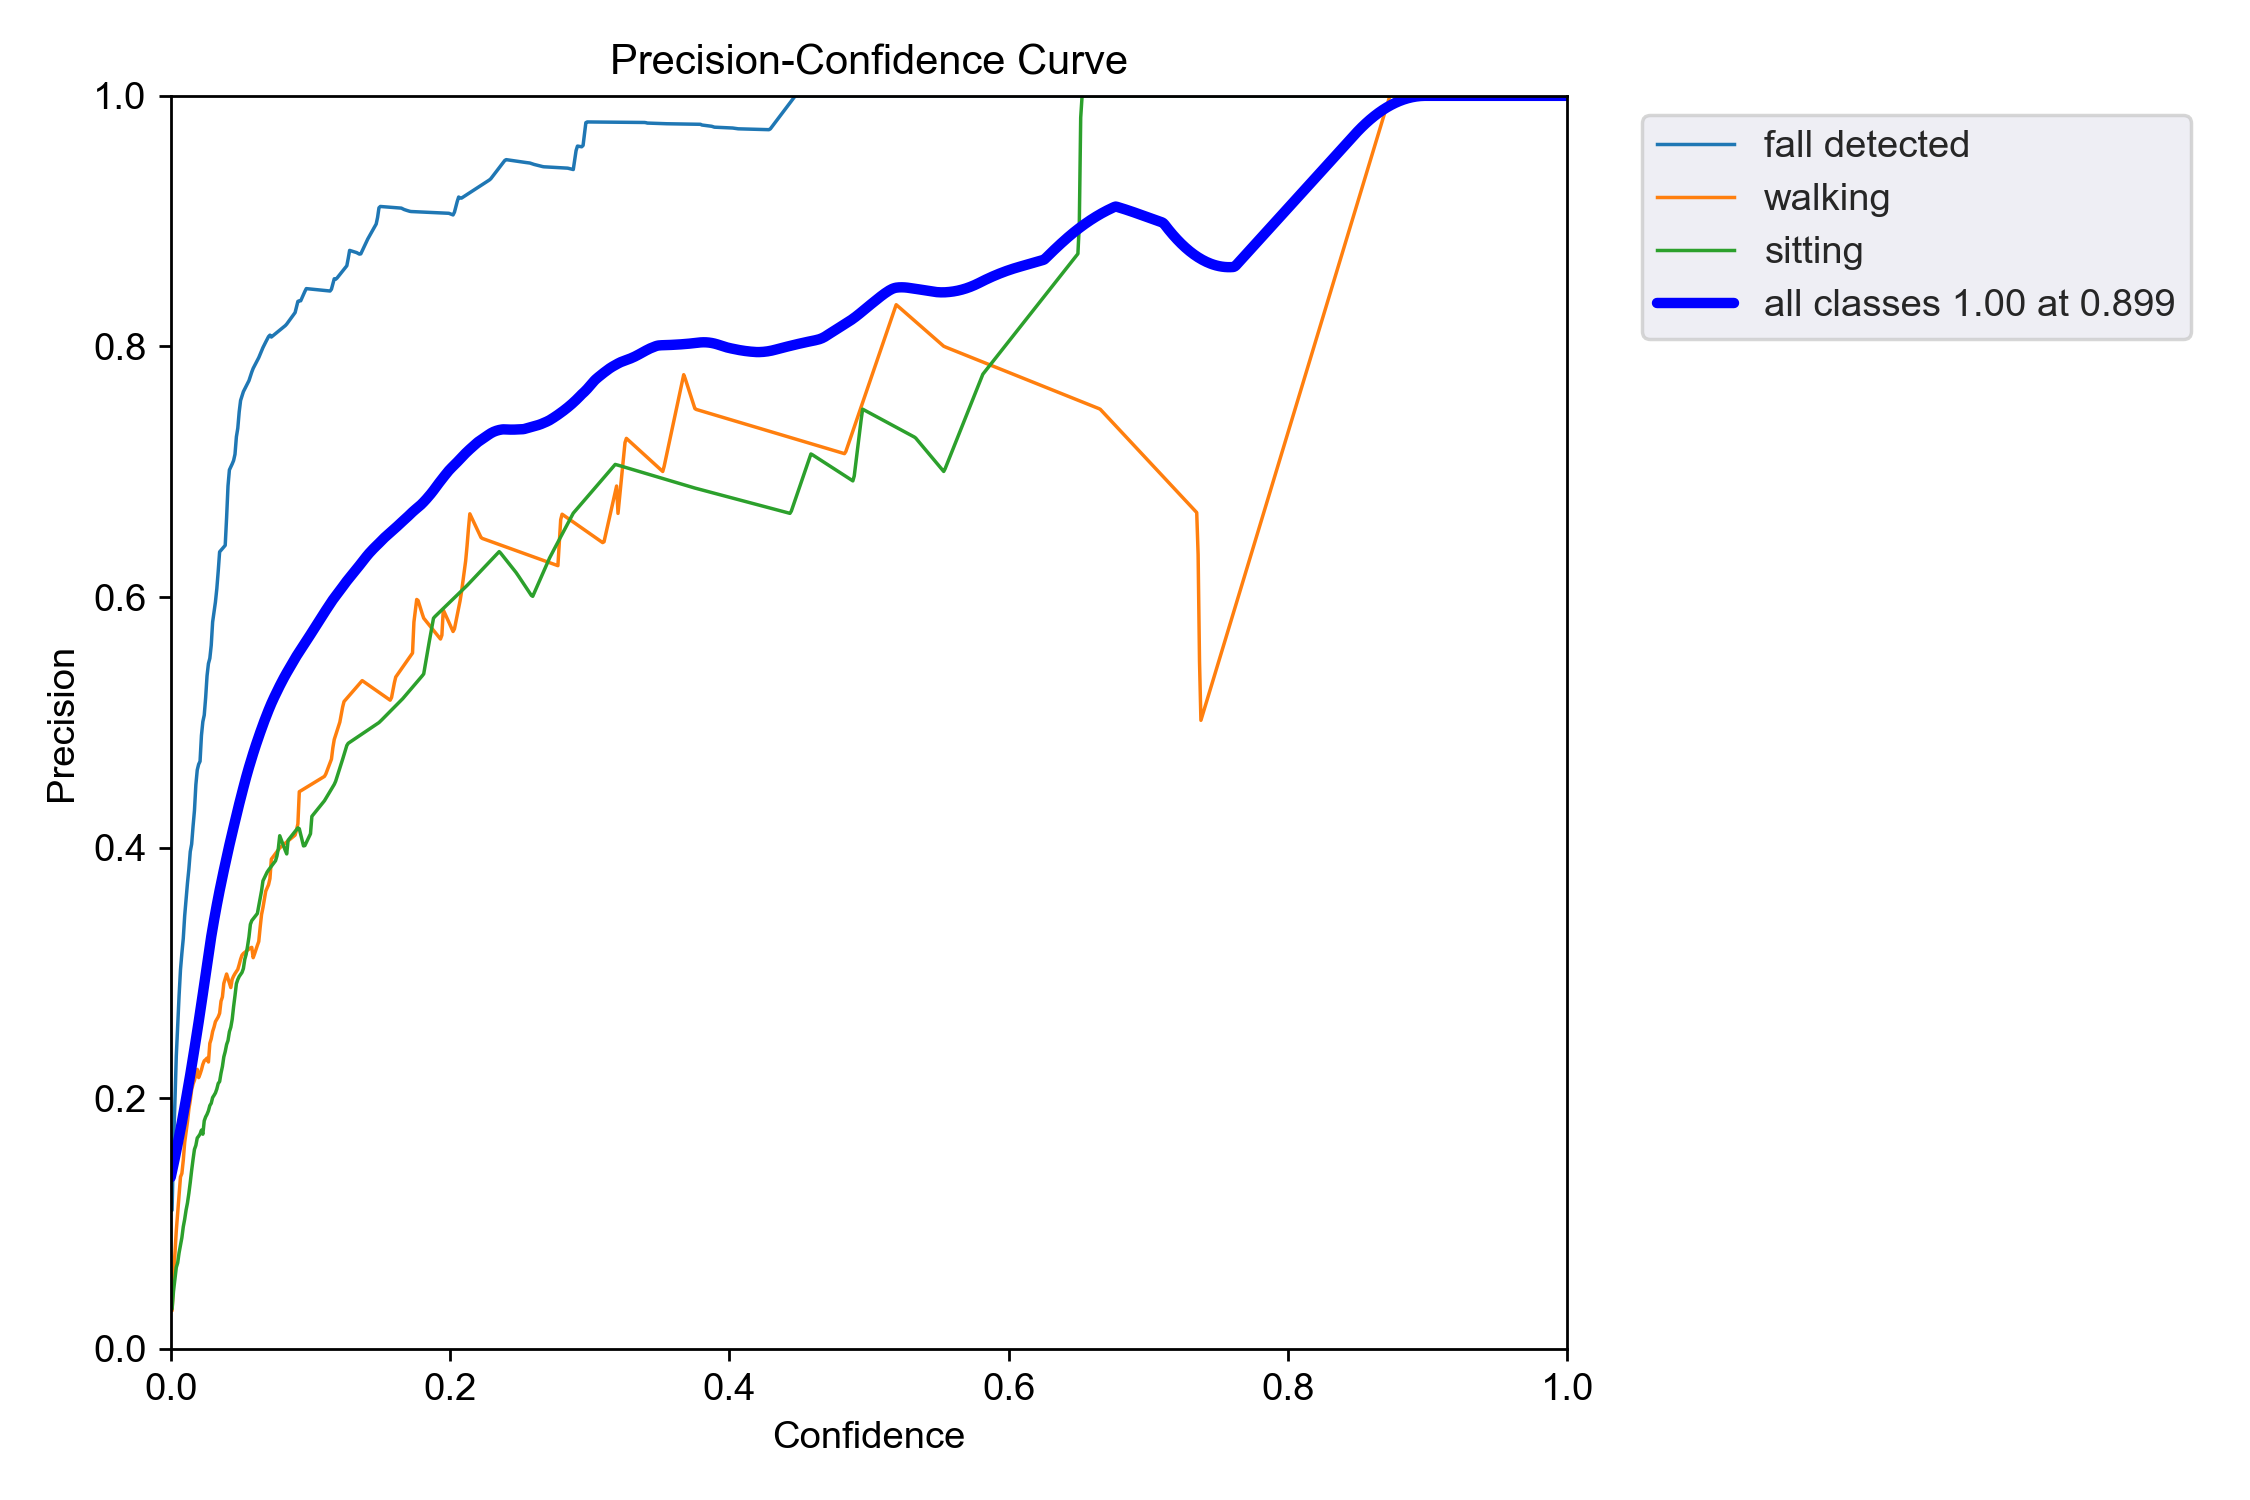 Precision-Confidence Curve
1.0
0.8
0.6
0.4
0.2
0.0
Precision
0.0 0.2 0.4 0.6 0.8 1.0
Confidence
fall detected
walking
sitting
all classes 1.00 at 0.899